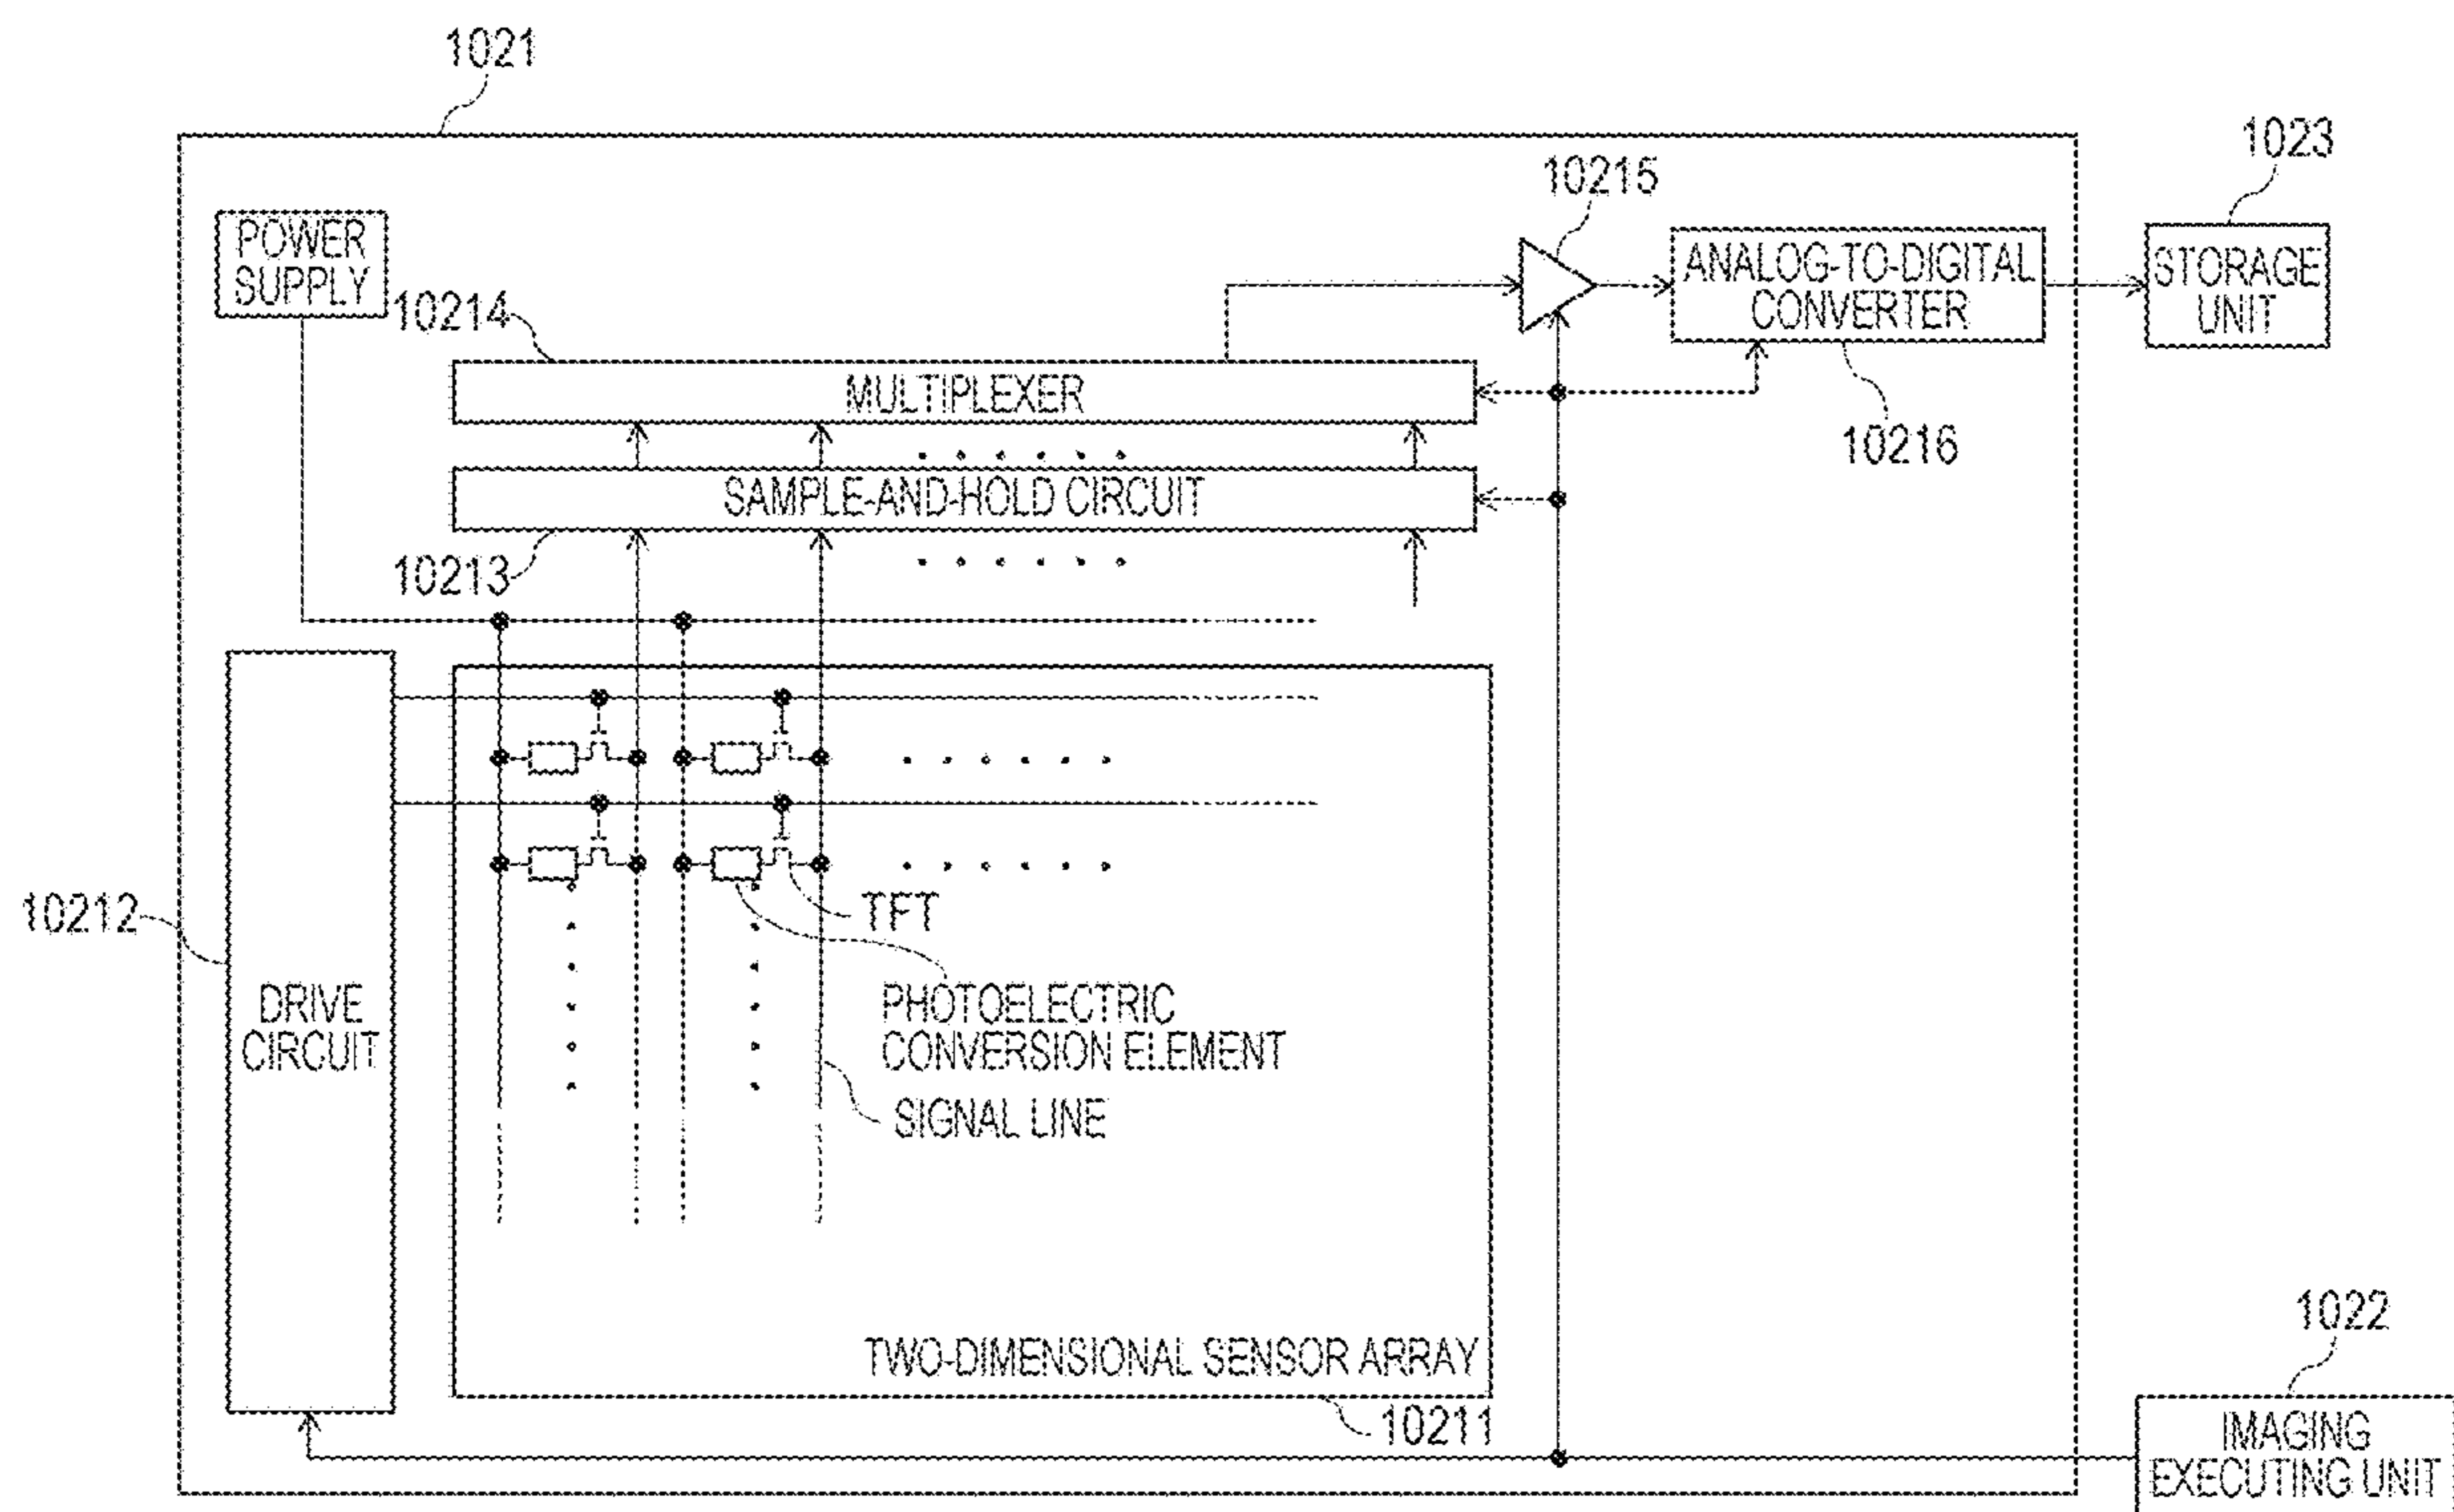 1021
1023
10215
POWER
SUPPLY
ANALOG-TO-DIGITAL
CONVERTER
STORAGE
UNIT
10214
MULTIPLEXER
10216
SAMPLE-AND-HOLD CIRCUIT
10213
10212
TFT
DRIVE
CIRCUIT
PHOTOELECTRIC
CONVERSION ELEMENT
SIGNAL LINE
1022
TWO-DIMENSIONAL SENSOR ARRAY
10211
IMAGING
EXECUTING UNIT